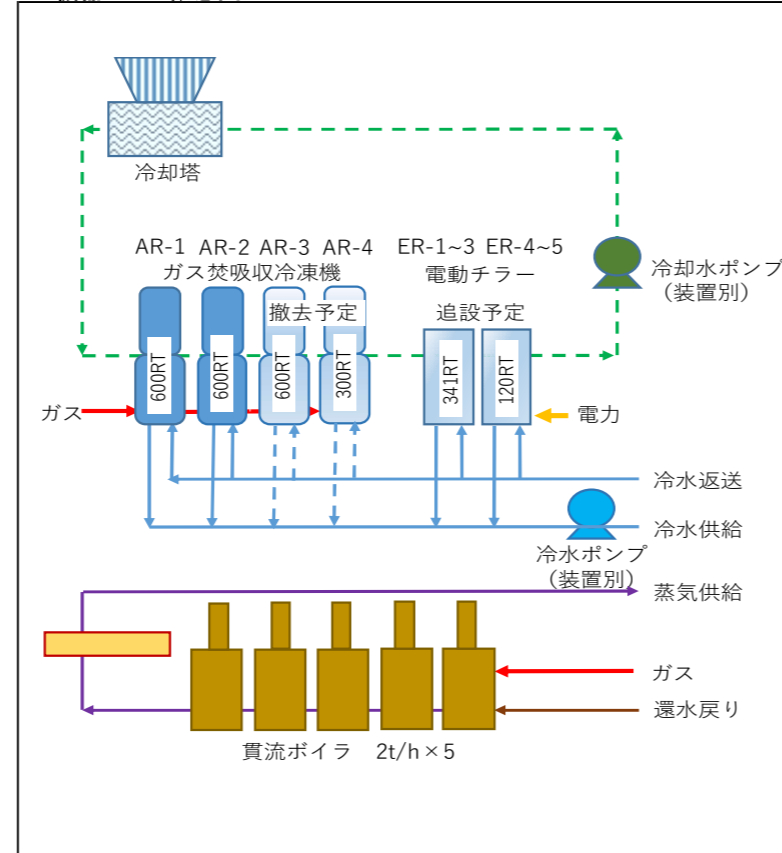 冷却塔
AR-1 AR-2 AR-3 AR-4
ガス焚吸収冷凍機
撤去予定
ER-1~3 ER-4~5
電動チラー
追設予定
冷却水ポンプ
(装置別)
600RT
600RT
600RT
300RT
341RT
120RT
ガス
電力
冷水返送
冷水供給
冷水ポンプ
(装置別)
蒸気供給
ガス
還水戻り
貫流ボイラ 2t/h×5